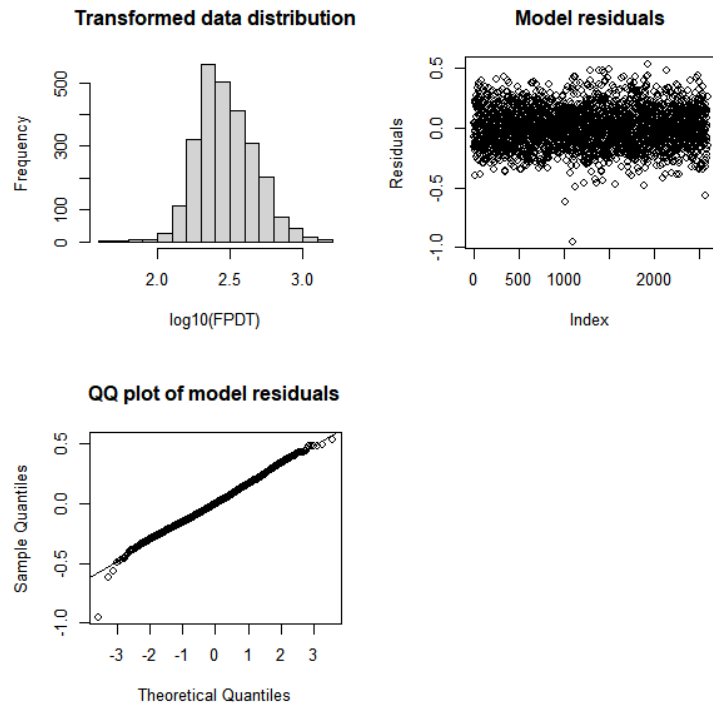 Transformed data distribution
Frequency
0 100 300 500
2.0 2.5 3.0
log10(FPDT)
Model residuals
Residuals
-1.0 -0.5 0.0 0.5
0 500 1000 2000
Index
QQ plot of model residuals
Sample Quantiles
-1.0 -0.5 0.0 0.5
-3 -2 -1 0 1 2 3
Theoretical Quantiles